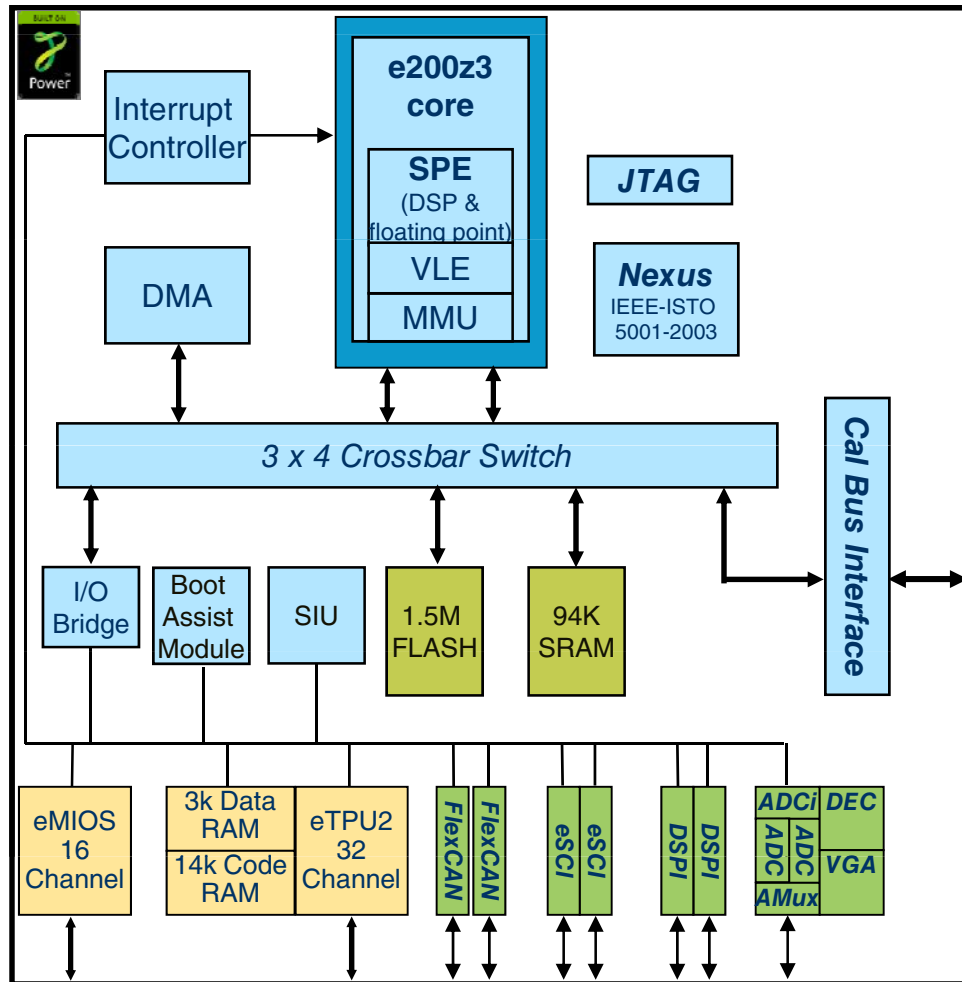 BUILT ON
Power™
Interrupt
Controller
e200z3
core
SPE
(DSP &
floating point)
VLE
MMU
JTAG
Nexus
IEEE-ISTO
5001-2003
DMA
3 x 4 Crossbar Switch
Cal Bus Interface
I/O
Bridge
Boot
Assist
Module
SIU
1.5M
FLASH
94K
SRAM
eMIOS
16
Channel
3k Data
RAM
14k Code
RAM
eTPU2
32
Channel
FlexCAN
FlexCAN
eSCI
eSCI
DSPI
DSPI
ADCi
ADC
ADC
AMux
DEC
VGA